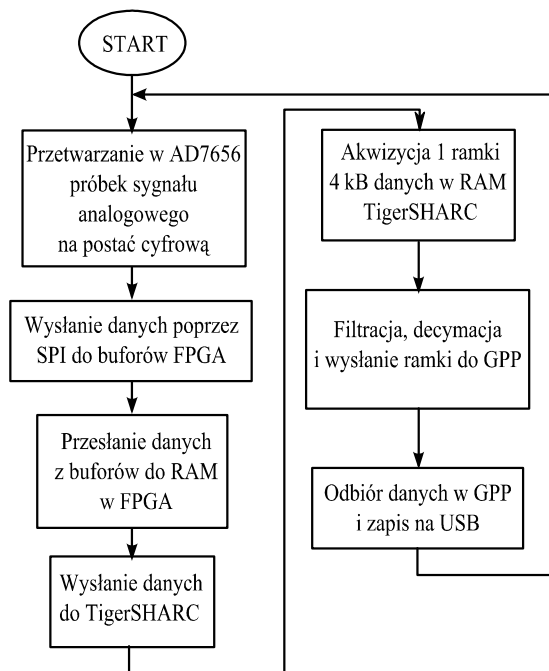 START
Przetwarzanie w AD7656
próbek sygnału
analogowego
na postać cyfrową
Wysłanie danych poprzez
SPI do buforów FPGA
Przesłanie danych
z buforów do RAM
w FPGA
Wysłanie danych
do TigerSHARC
Akwizycja 1 ramki
4 kB danych w RAM
TigerSHARC
Filtracja, decymacja
i wysłanie ramki do GPP
Odbiór danych w GPP
i zapis na USB